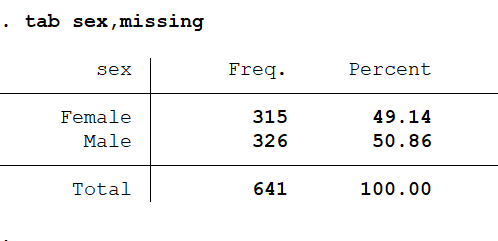 . tab sex,missing
sex Freq. Percent
Female 315 49.14
Male 326 50.86
Total 641 100.00